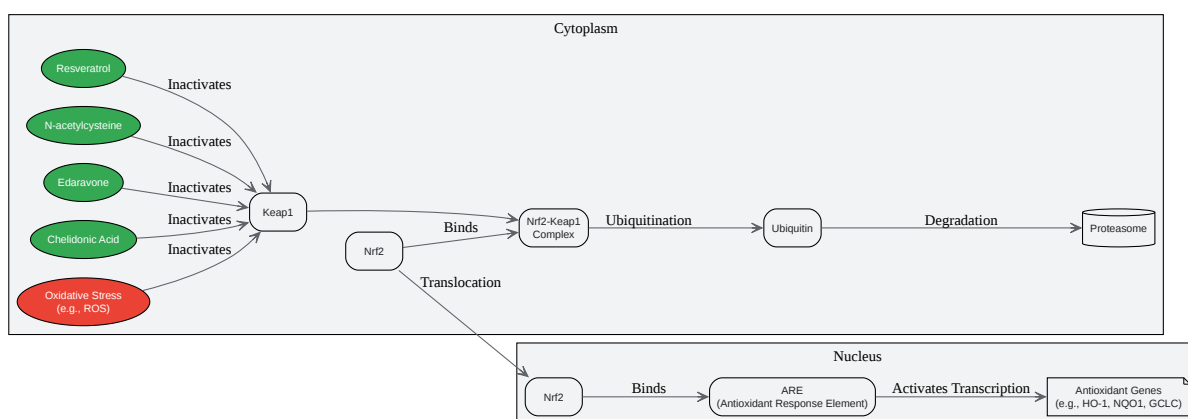 Cytoplasm
Resveratrol
Inactivates
N-acetylcysteine
Inactivates
Edaravone
Inactivates
Chelidonic Acid
Inactivates
Oxidative Stress
(e.g., ROS)
Inactivates
Keap1
Nrf2
Binds
Nrf2-Keap1
Complex
Ubiquitination
Ubiquitin
Degradation
Proteasome
Translocation
Nucleus
Nrf2
Binds
ARE
(Antioxidant Response Element)
Activates Transcription
Antioxidant Genes
(e.g., HO-1, NQO1, GCLC)